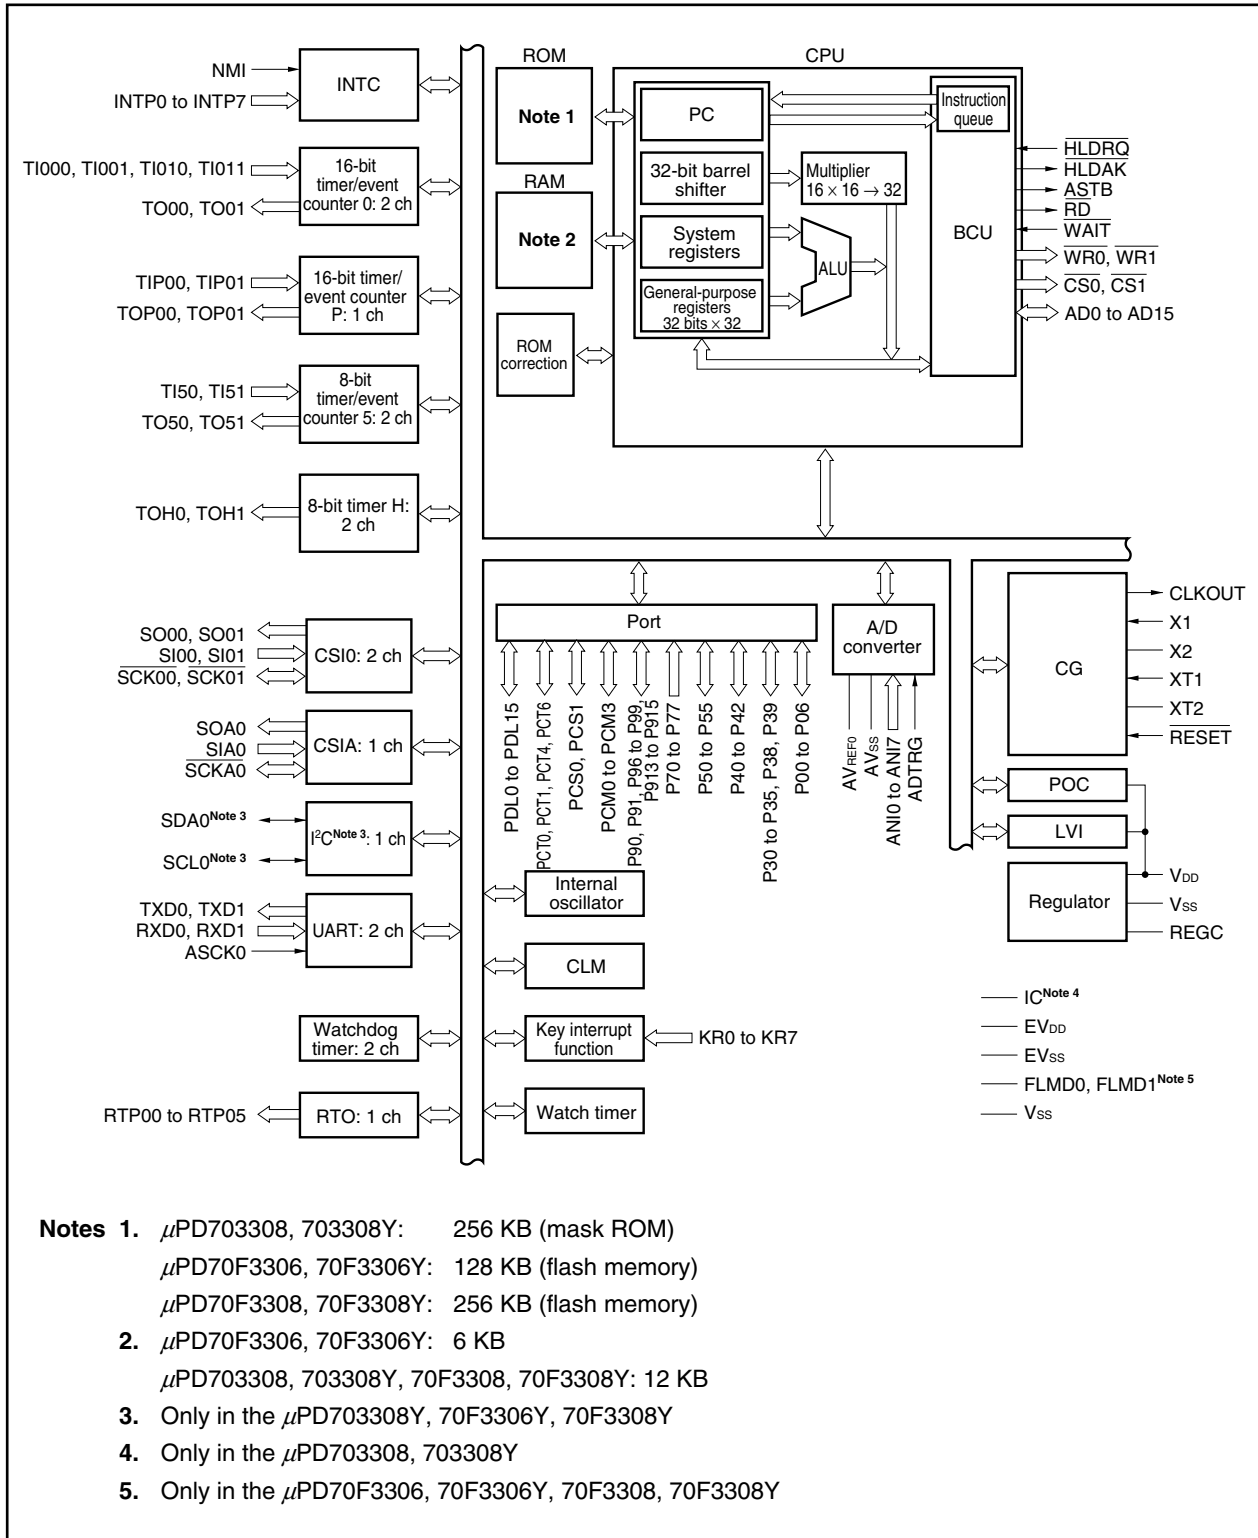 NMI
INTP0 to INTP7
INTC
TI000, TI001, TI010, TI011
TO00, TO01
16-bit
timer/event
counter 0: 2 ch
TIP00, TIP01
TOP00, TOP01
16-bit timer/
event counter
P: 1 ch
TI50, TI51
TO50, TO51
8-bit
timer/event
counter 5: 2 ch
TOH0, TOH1
8-bit timer H:
2 ch
SO00, SO01
SI00, SI01
SCK00, SCK01
CSI0: 2 ch
SOA0
SIA0
SCKA0
CSIA: 1 ch
SDA0Note 3
SCL0Note 3
I2CNote 3: 1 ch
TXD0, TXD1
RXD0, RXD1
ASCK0
UART: 2 ch
Watchdog
timer: 2 ch
RTP00 to RTP05
RTO: 1 ch
ROM
Note 1
RAM
Note 2
ROM
correction
CPU
PC
32-bit barrel
shifter
System
registers
General-purpose
registers
32 bits × 32
Multiplier
16 × 16 → 32
ALU
Instruction
queue
BCU
HLDRQ
HLDAK
ASTB
RD
WAIT
WR0, WR1
CS0, CS1
AD0 to AD15
Port
PDL0 to PDL15
PCT0, PCT1, PCT4, PCT6
PCS0, PCS1
PCM0 to PCM3
P90, P91, P96 to P99,
P913 to P915
P70 to P77
P50 to P55
P40 to P42
P30 to P35, P38, P39
P00 to P06
A/D
converter
AVREF0
AVSS
ANI0 to ANI7
ADTRG
CG
CLKOUT
X1
X2
XT1
XT2
RESET
POC
LVI
Regulator
VDD
VSS
REGC
Internal
oscillator
CLM
Key interrupt
function
KR0 to KR7
Watch timer
ICNote 4
EVDD
EVSS
FLMD0, FLMD1Note 5
VSS
Notes 1. μPD703308, 703308Y: 256 KB (mask ROM)
μPD70F3306, 70F3306Y: 128 KB (flash memory)
μPD70F3308, 70F3308Y: 256 KB (flash memory)
2. μPD70F3306, 70F3306Y: 6 KB
μPD703308, 703308Y, 70F3308, 70F3308Y: 12 KB
3. Only in the μPD703308Y, 70F3306Y, 70F3308Y
4. Only in the μPD703308, 703308Y
5. Only in the μPD70F3306, 70F3306Y, 70F3308, 70F3308Y